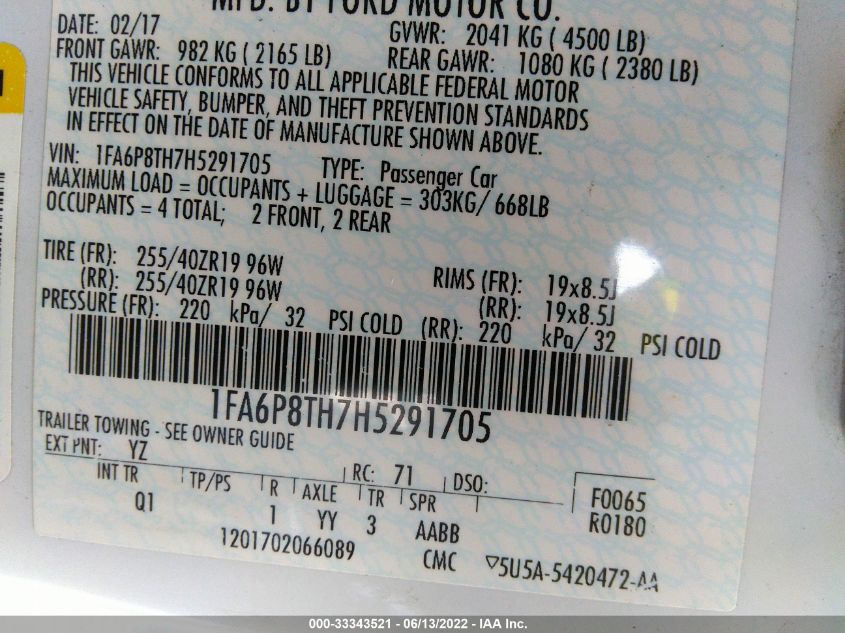 MFD. BY FORD MOTOR CO.
DATE: 02/17 GVWR: 2041 KG ( 4500 LB)
FRONT GAWR: 982 KG ( 2165 LB) REAR GAWR: 1080 KG ( 2380 LB)
THIS VEHICLE CONFORMS TO ALL APPLICABLE FEDERAL MOTOR
VEHICLE SAFETY, BUMPER, AND THEFT PREVENTION STANDARDS
IN EFFECT ON THE DATE OF MANUFACTURE SHOWN ABOVE.
VIN: 1FA6P8TH7H5291705 TYPE: Passenger Car
MAXIMUM LOAD = OCCUPANTS + LUGGAGE = 303KG/ 668LB
OCCUPANTS = 4 TOTAL; 2 FRONT, 2 REAR
TIRE (FR): 255/40ZR19 96W RIMS (FR): 19x8.5J
(RR): 255/40ZR19 96W (RR): 19x8.5J
PRESSURE (FR): 220 kPa/ 32 PSI COLD (RR): 220 kPa/ 32 PSI COLD
1FA6P8TH7H5291705
TRAILER TOWING - SEE OWNER GUIDE
EXT PNT: YZ RC: 71 DSO:
INT TR TP/PS R AXLE TR SPR F0065
Q1 1 YY 3 AABB R0180
1201702066089 CMC ▽5U5A-5420472-AA
000-33343521 - 06/13/2022 - IAA Inc.